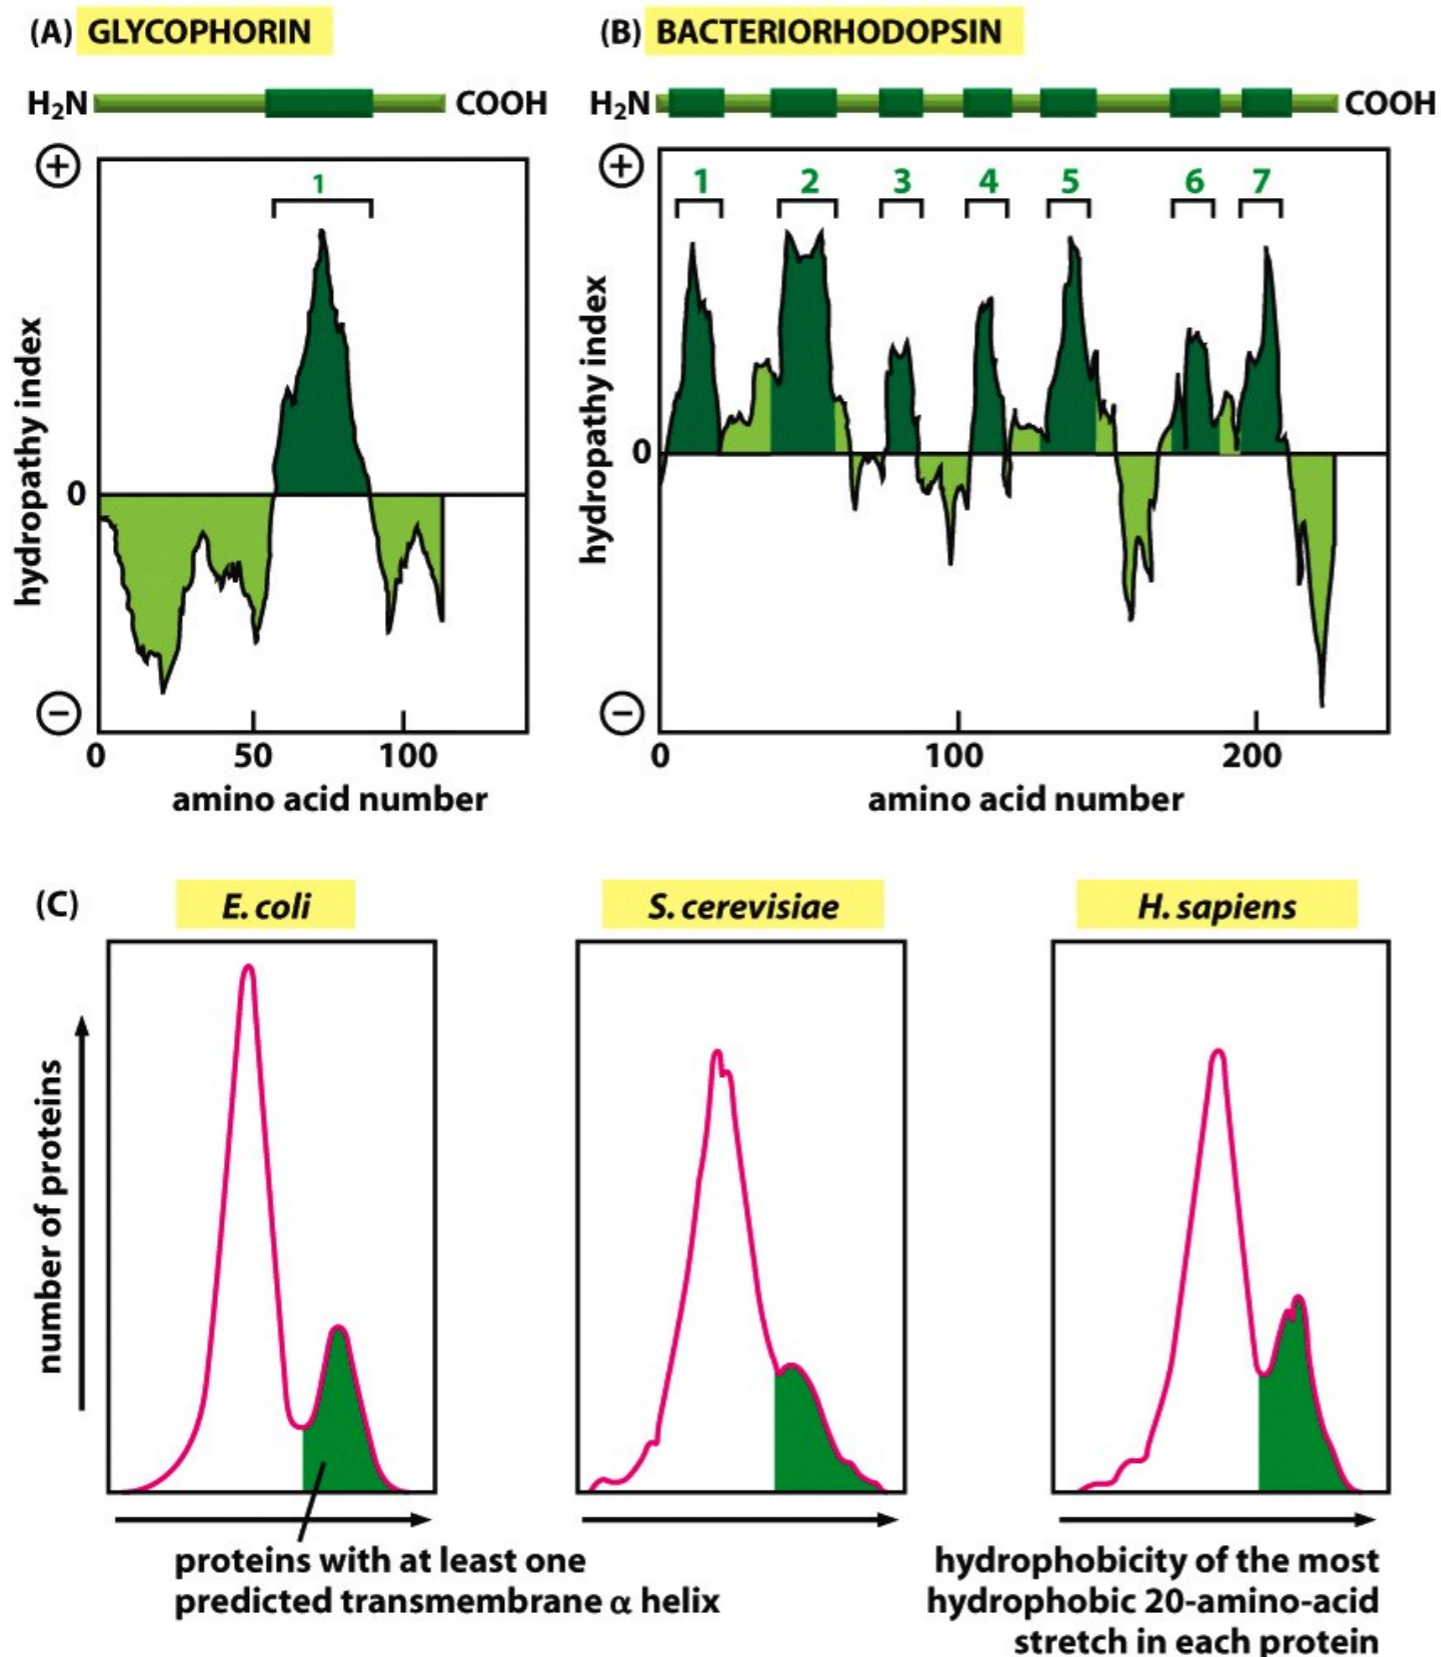 (A) GLYCOPHORIN
H₂N COOH
+
1
hydropathy index
0
−
0 50 100
amino acid number
(B) BACTERIORHODOPSIN
H₂N COOH
+
1 2 3 4 5 6 7
hydropathy index
0
−
0 100 200
amino acid number
(C) E. coli S. cerevisiae H. sapiens
number of proteins
proteins with at least one
predicted transmembrane α helix
hydrophobicity of the most
hydrophobic 20-amino-acid
stretch in each protein